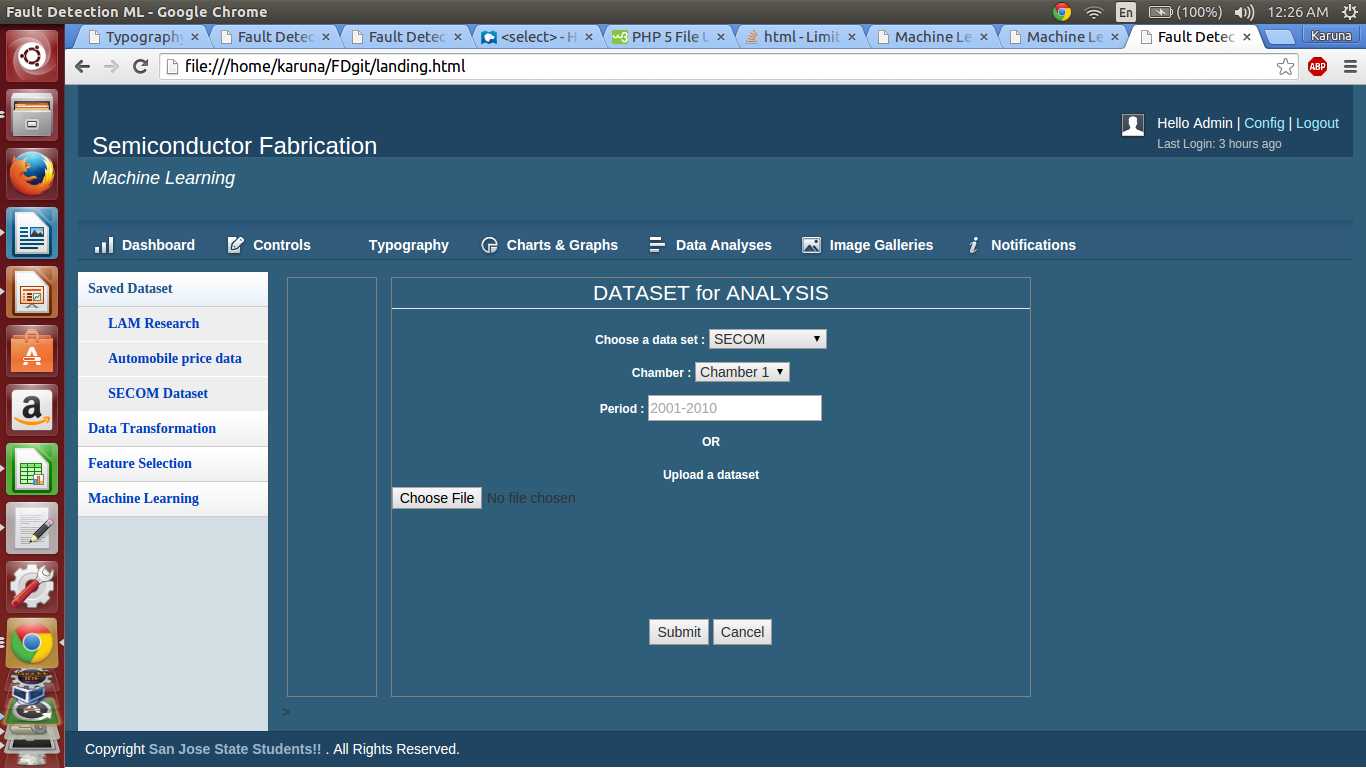 Fault Detection ML - Google Chrome
En (100%) 12:26 AM
Typography Fault Detec Fault Detec <select> - H PHP 5 File U html - Limit Machine Le Machine Le Fault Detec Karuna
file:///home/karuna/FDgit/landing.html ABP
Hello Admin | Config | Logout
Last Login: 3 hours ago
Semiconductor Fabrication
Machine Learning
Dashboard Controls Typography Charts & Graphs Data Analyses Image Galleries Notifications
Saved Dataset
LAM Research
Automobile price data
SECOM Dataset
Data Transformation
Feature Selection
Machine Learning
DATASET for ANALYSIS
Choose a data set : SECOM
Chamber : Chamber 1
Period : 2001-2010
OR
Upload a dataset
Choose File No file chosen
Submit Cancel
>
Copyright San Jose State Students!! . All Rights Reserved.